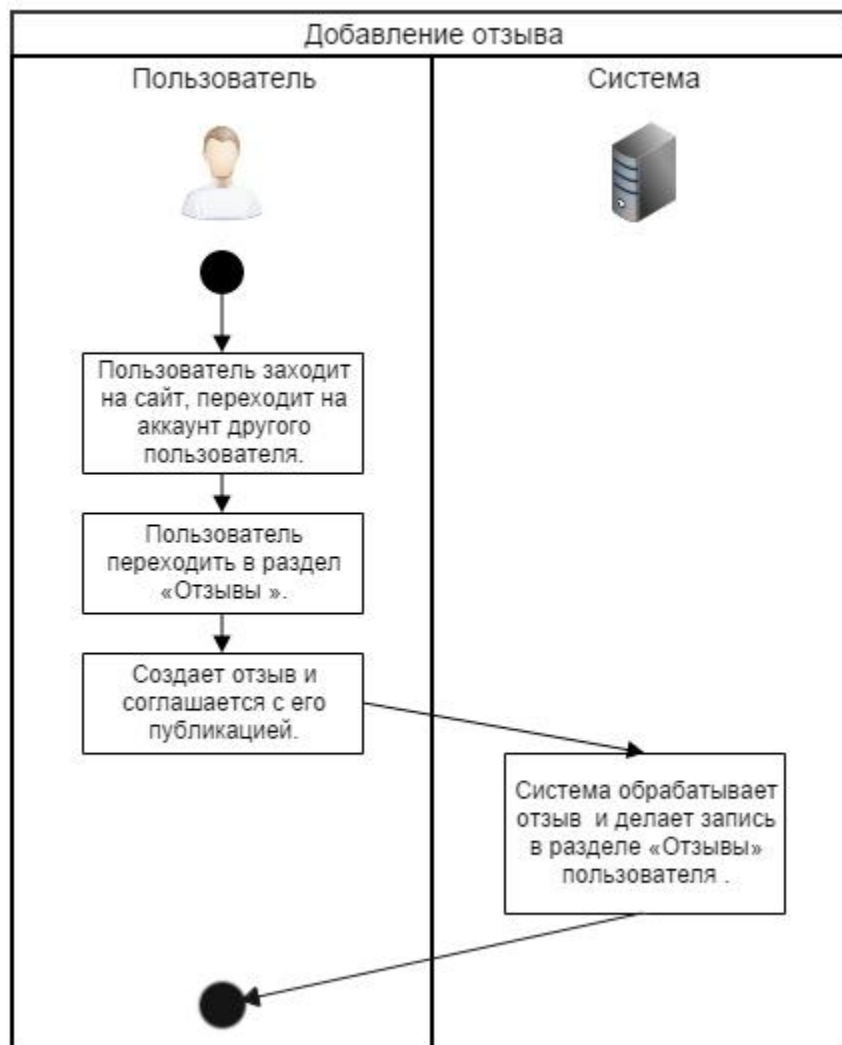 Добавление отзыва
Пользователь
Система
Пользователь заходит
на сайт, переходит на
аккаунт другого
пользователя.
Пользователь
переходить в раздел
«Отзывы ».
Создает отзыв и
соглашается с его
публикацией.
Система обрабатывает
отзыв и делает запись
в разделе «Отзывы»
пользователя .